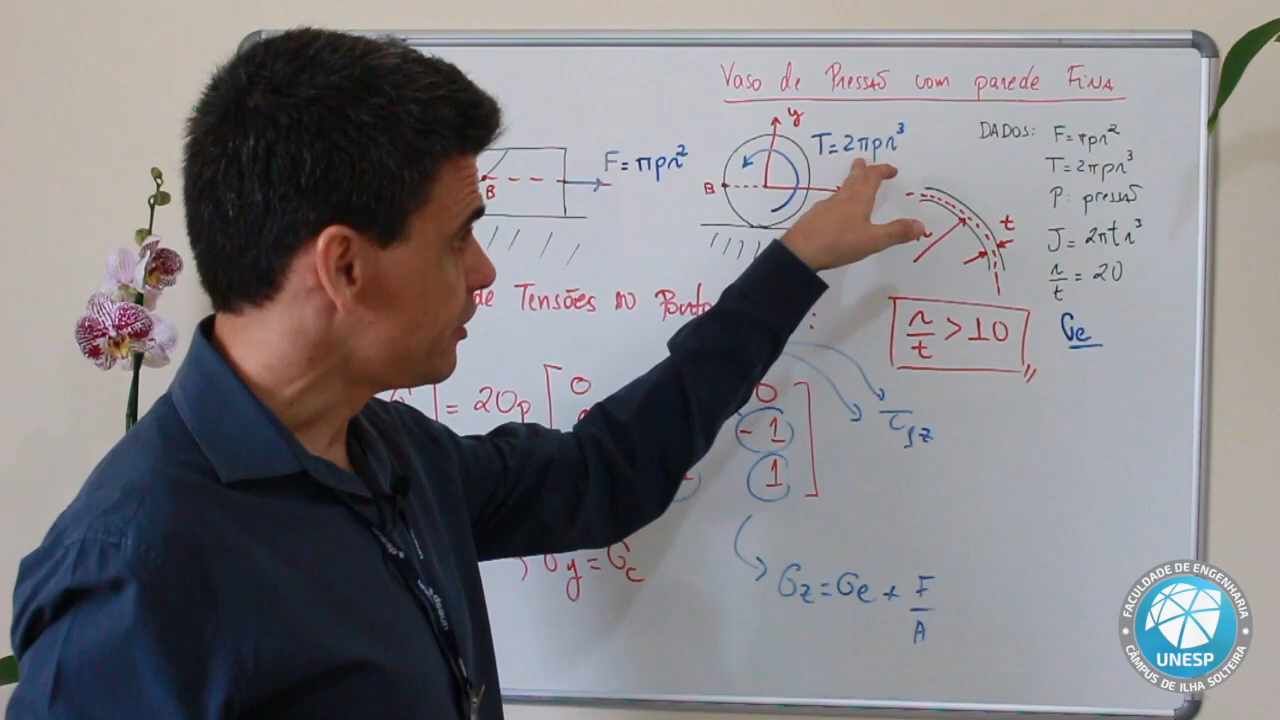 Vaso de Pressão com parede Fina
F = πpr²
B
y
T = 2πpr³
B
DADOS: F = πpr²
T = 2πpr³
P: pressão
J = 2πtr³
r/t = 20
σe
t
r/t > 10
de Tensões no Ponto :
= 20p [ 0 0
-1
1 ]
τyz
σy = σc
σz = σe + F/A
FACULDADE DE ENGENHARIA
UNESP
CÂMPUS DE ILHA SOLTEIRA